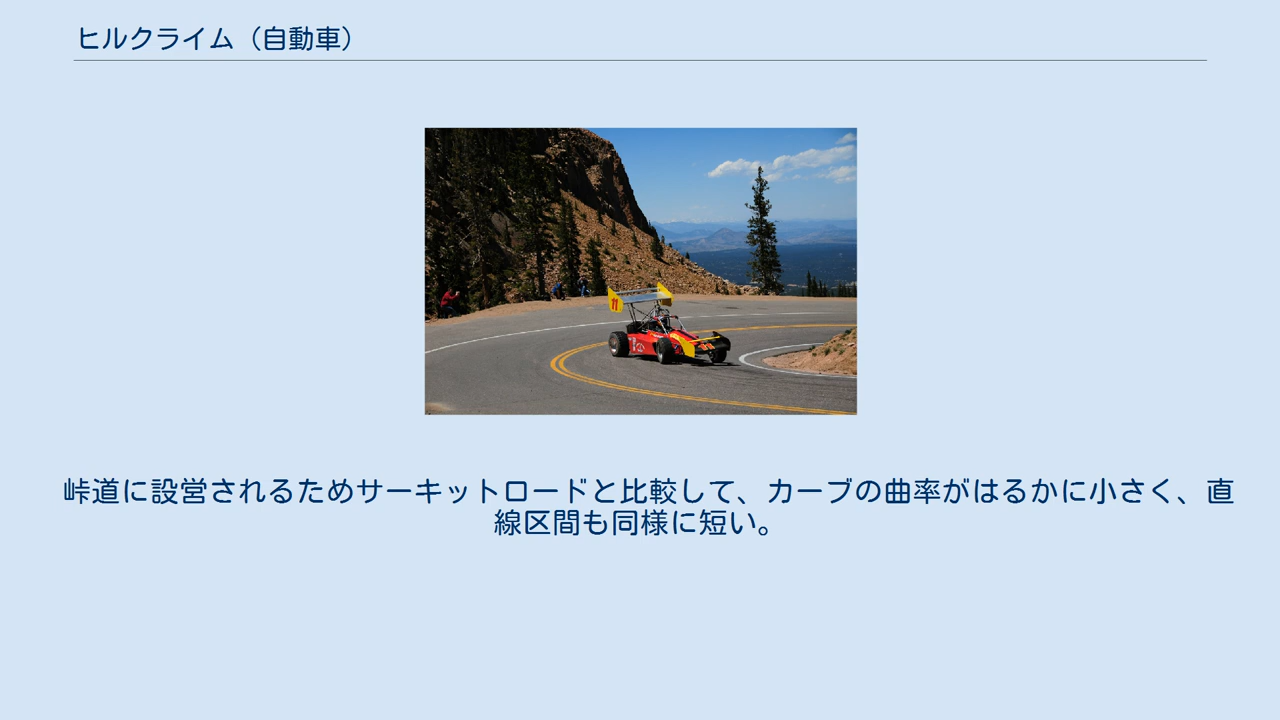 ヒルクライム（自動車）
11
峠道に設営されるためサーキットロードと比較して、カーブの曲率がはるかに小さく、直
線区間も同様に短い。